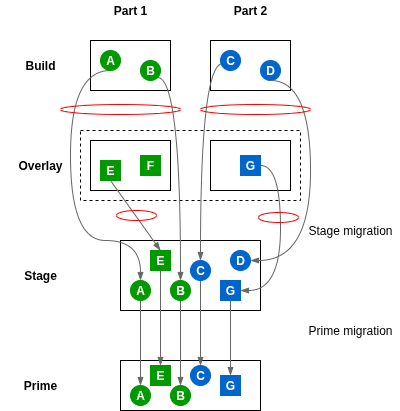 Part 1 Part 2
Build A B C D
Overlay E F G
Stage migration
Stage E A B C D G
Prime migration
Prime E A B C G